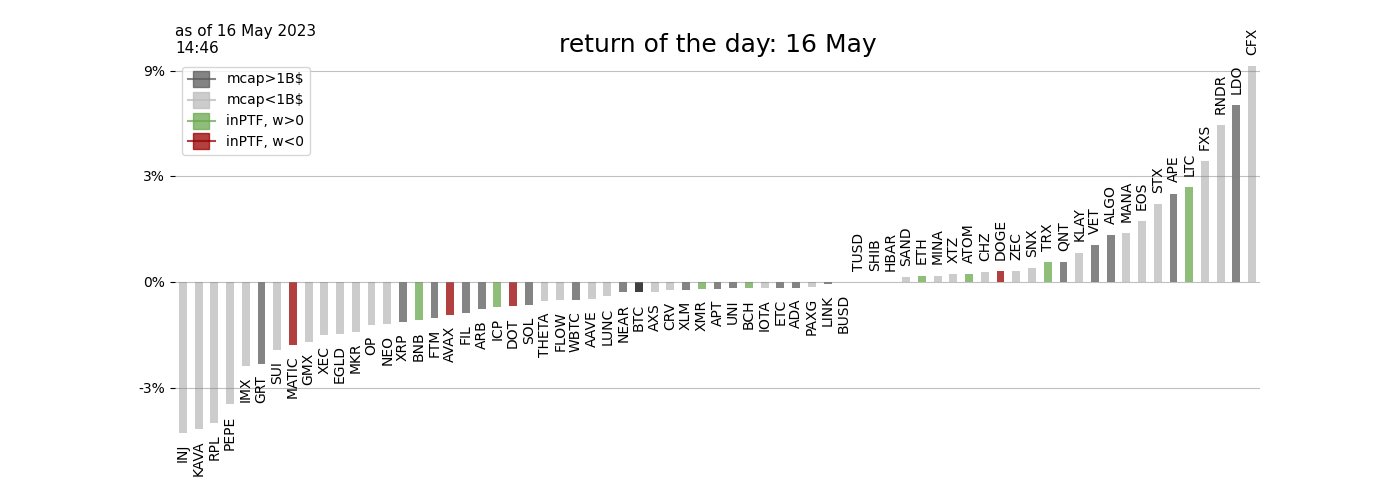 as of 16 May 2023
14:46
return of the day: 16 May
9%
3%
0%
-3%
mcap>1B$
mcap<1B$
inPTF, w>0
inPTF, w<0
INJ
KAVA
RPL
PEPE
IMX
GRT
SUI
MATIC
GMX
XEC
EGLD
MKR
OP
NEO
XRP
BNB
FTM
AVAX
FIL
ARB
ICP
DOT
SOL
THETA
FLOW
WBTC
AAVE
LUNC
NEAR
BTC
AXS
CRV
XLM
XMR
APT
UNI
BCH
IOTA
ETC
ADA
PAXG
LINK
BUSD
TUSD
SHIB
HBAR
SAND
ETH
MINA
XTZ
ATOM
CHZ
DOGE
ZEC
SNX
TRX
QNT
KLAY
VET
ALGO
MANA
EOS
STX
APE
LTC
FXS
RNDR
LDO
CFX